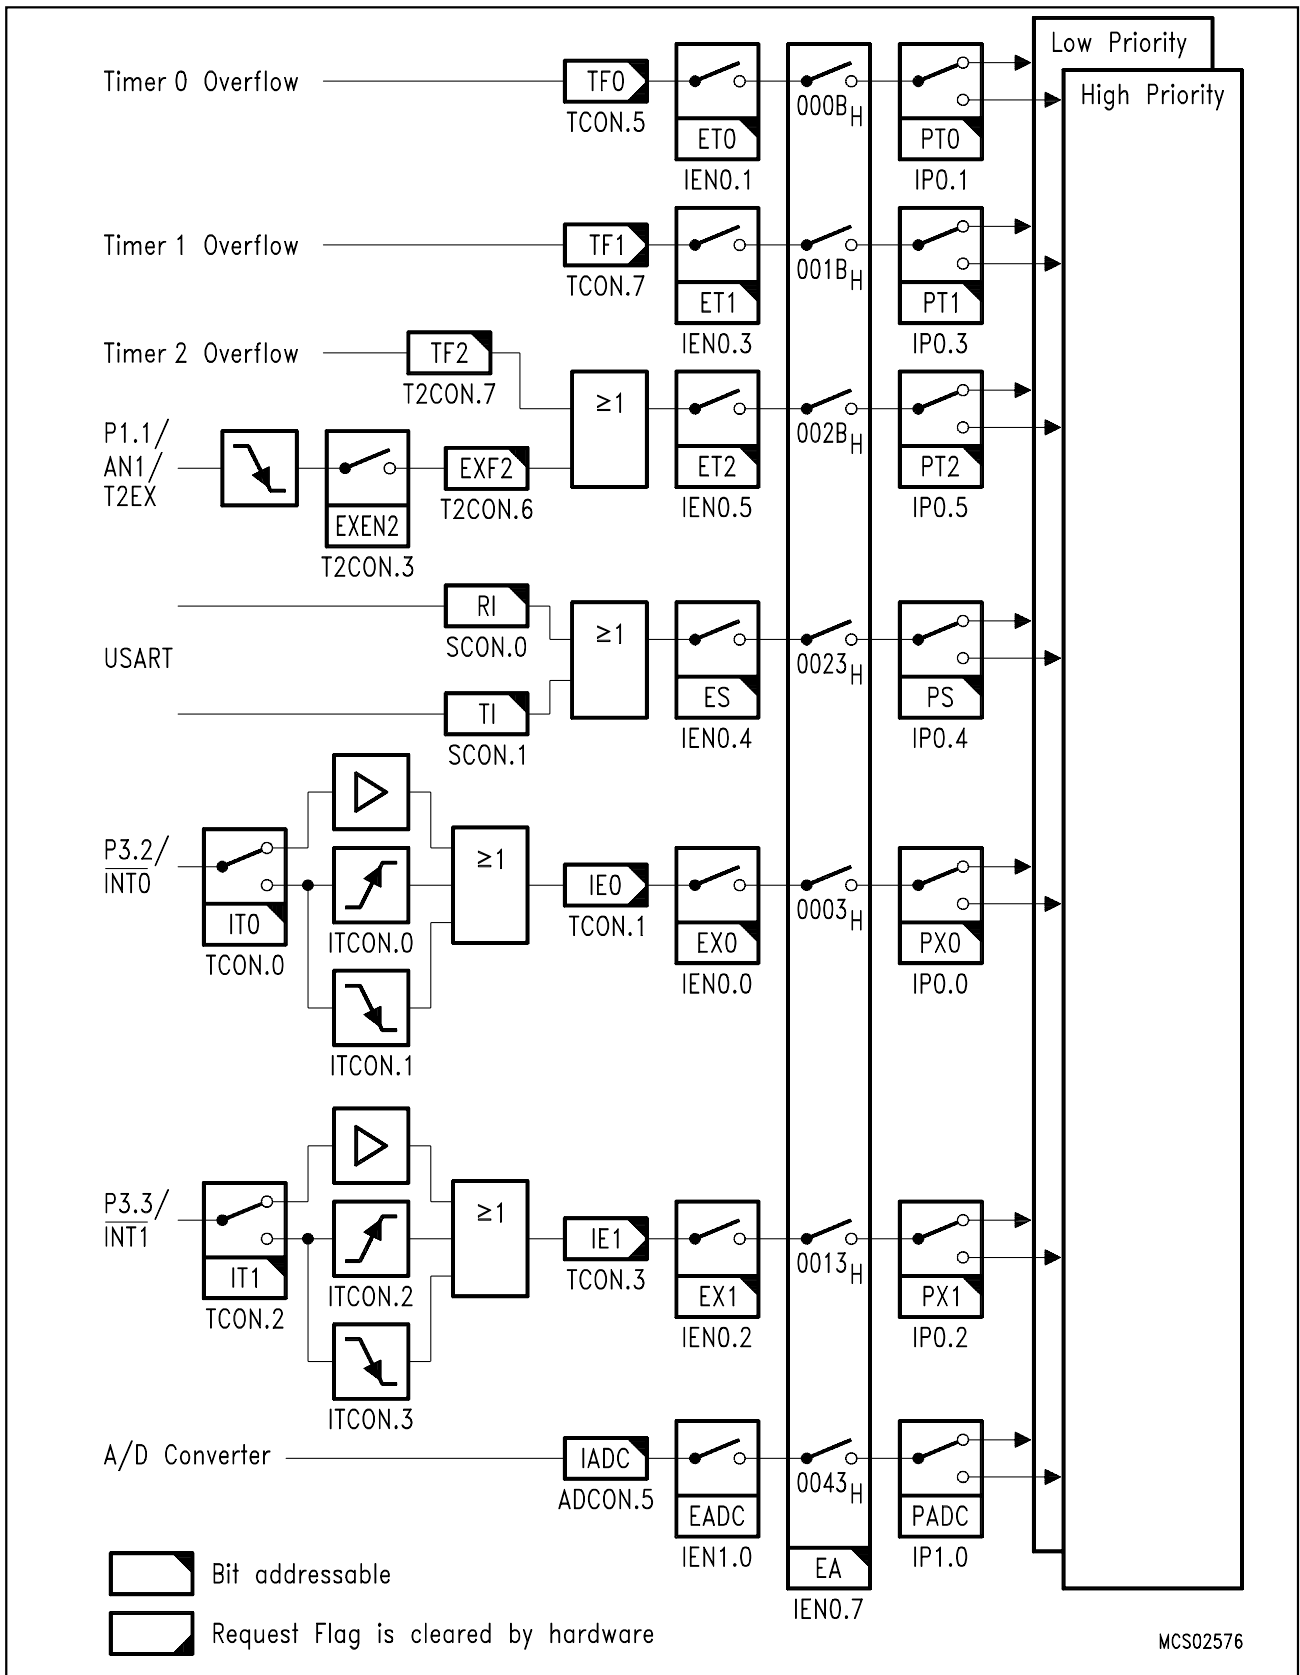 Low Priority
High Priority
Timer 0 Overflow
TF0
TCON.5
ET0
IEN0.1
000BH
PT0
IP0.1
Timer 1 Overflow
TF1
TCON.7
ET1
IEN0.3
001BH
PT1
IP0.3
Timer 2 Overflow
TF2
T2CON.7
P1.1/
AN1/
T2EX
EXEN2
T2CON.3
EXF2
T2CON.6
≥1
ET2
IEN0.5
002BH
PT2
IP0.5
USART
RI
SCON.0
TI
SCON.1
≥1
ES
IEN0.4
0023H
PS
IP0.4
P3.2/
INT0
IT0
TCON.0
ITCON.0
ITCON.1
≥1
IE0
TCON.1
EX0
IEN0.0
0003H
PX0
IP0.0
P3.3/
INT1
IT1
TCON.2
ITCON.2
ITCON.3
≥1
IE1
TCON.3
EX1
IEN0.2
0013H
PX1
IP0.2
A/D Converter
IADC
ADCON.5
EADC
IEN1.0
0043H
PADC
IP1.0
EA
IEN0.7
Bit addressable
Request Flag is cleared by hardware
MCS02576